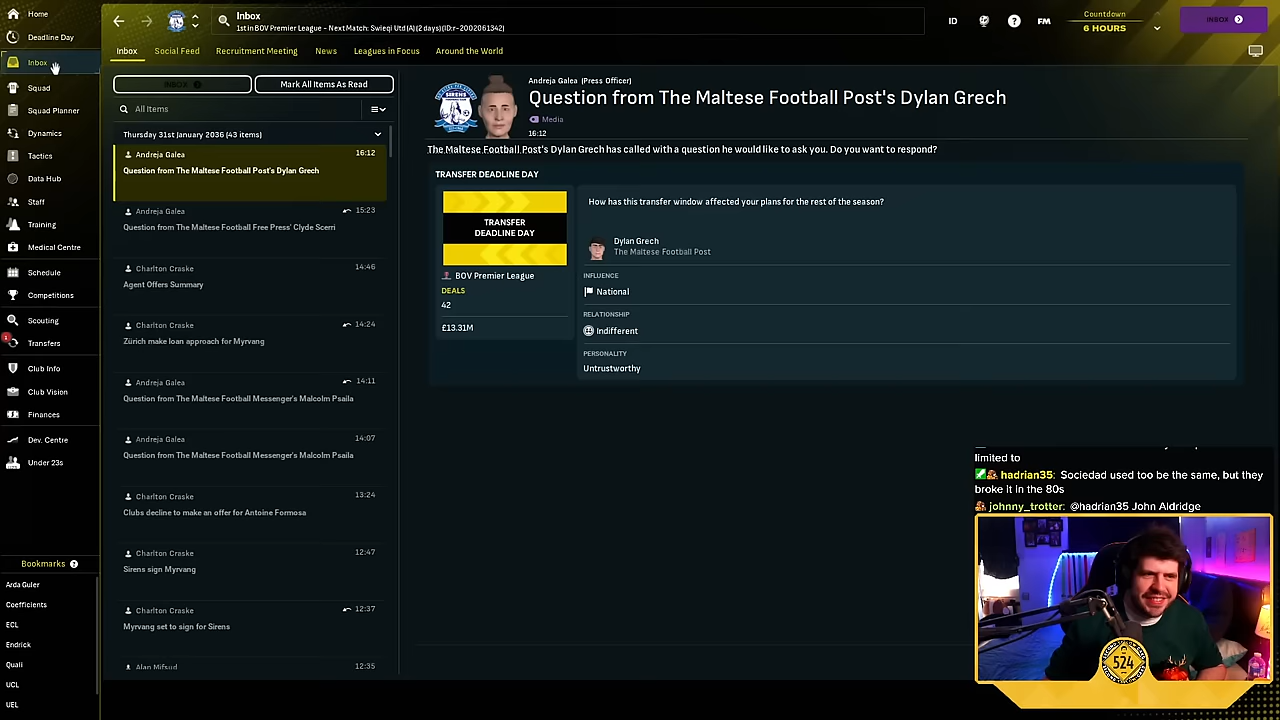 Home
Deadline Day
Inbox
Squad
Squad Planner
Dynamics
Tactics
Data Hub
Staff
Training
Medical Centre
Schedule
Competitions
Scouting
1
Transfers
Club Info
Club Vision
Finances
Dev. Centre
Under 23s
Bookmarks ?
Arda Guler
Coefficients
ECL
Endrick
Quali
UCL
UEL
Inbox
1st in BOV Premier League - Next Match: Swieqi Utd (A) (2 days) (ID:r-2002061342)
ID
?
FM
Countdown
6 HOURS
INBOX
Inbox
Social Feed
Recruitment Meeting
News
Leagues in Focus
Around the World
INBOX
Mark All Items As Read
All Items
Thursday 31st January 2036 (43 items)
Andreja Galea 16:12
Question from The Maltese Football Post's Dylan Grech
Andreja Galea 15:23
Question from The Maltese Football Free Press' Clyde Scerri
Charlton Craske 14:46
Agent Offers Summary
Charlton Craske 14:24
Zürich make loan approach for Myrvang
Andreja Galea 14:11
Question from The Maltese Football Messenger's Malcolm Psaila
Andreja Galea 14:07
Question from The Maltese Football Messenger's Malcolm Psaila
Charlton Craske 13:24
Clubs decline to make an offer for Antoine Formosa
Charlton Craske 12:47
Sirens sign Myrvang
Charlton Craske 12:37
Myrvang set to sign for Sirens
Alan Mifsud 12:35
SIRENS
Andreja Galea (Press Officer)
Question from The Maltese Football Post's Dylan Grech
Media
16:12
The Maltese Football Post's Dylan Grech has called with a question he would like to ask you. Do you want to respond?
TRANSFER DEADLINE DAY
TRANSFER
DEADLINE DAY
BOV Premier League
DEALS
42
£13.31M
How has this transfer window affected your plans for the rest of the season?
Dylan Grech
The Maltese Football Post
INFLUENCE
National
RELATIONSHIP
Indifferent
PERSONALITY
Untrustworthy
limited to
hadrian35: Sociedad used too be the same, but they
broke it in the 80s
johnny_trotter: @hadrian35 John Aldridge
524